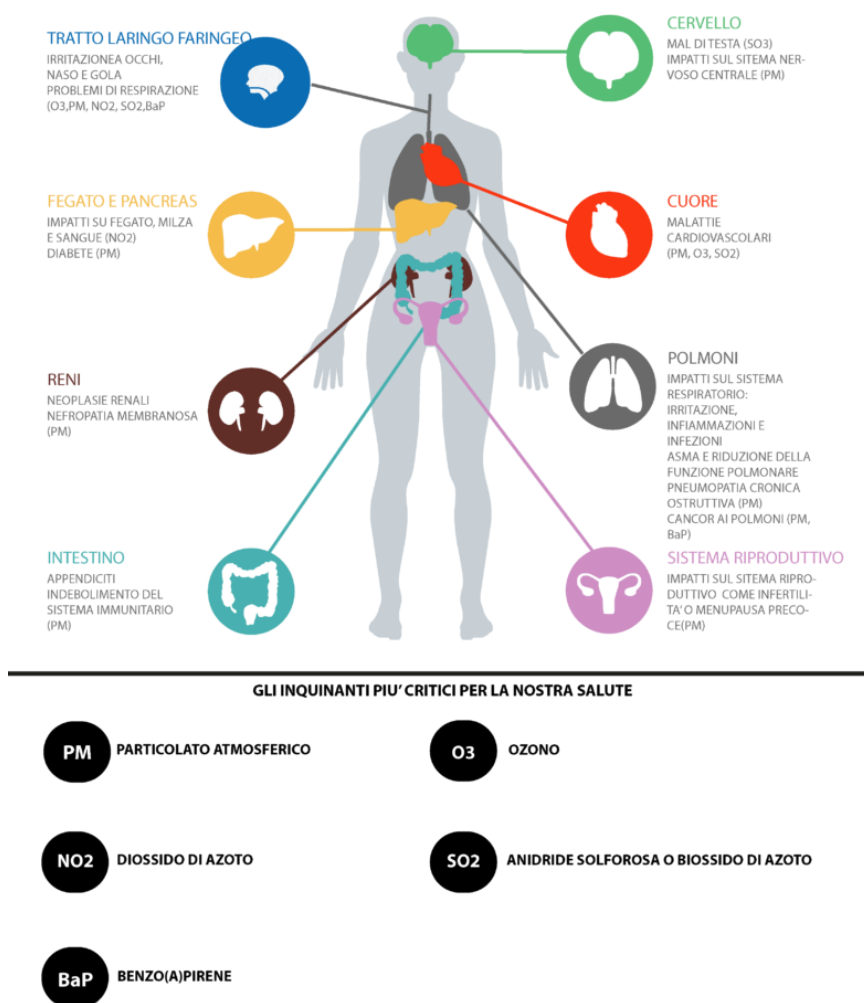 TRATTO LARINGO FARINGEO
IRRITAZIONEA OCCHI,
NASO E GOLA
PROBLEMI DI RESPIRAZIONE
(O3,PM, NO2, SO2,BaP
CERVELLO
MAL DI TESTA (SO3)
IMPATTI SUL SITEMA NER-
VOSO CENTRALE (PM)
FEGATO E PANCREAS
IMPATTI SU FEGATO, MILZA
E SANGUE (NO2)
DIABETE (PM)
CUORE
MALATTIE
CARDIOVASCOLARI
(PM, O3, SO2)
RENI
NEOPLASIE RENALI
NEFROPATIA MEMBRANOSA
(PM)
POLMONI
IMPATTI SUL SISTEMA
RESPIRATORIO:
IRRITAZIONE,
INFIAMMAZIONI E
INFEZIONI
ASMA E RIDUZIONE DELLA
FUNZIONE POLMONARE
PNEUMOPATIA CRONICA
OSTRUTTIVA (PM)
CANCOR AI POLMONI (PM,
BaP)
INTESTINO
APPENDICITI
INDEBOLIMENTO DEL
SISTEMA IMMUNITARIO
(PM)
SISTEMA RIPRODUTTIVO
IMPATTI SUL SITEMA RIPRO-
DUTTIVO COME INFERTILI-
TA' O MENUPAUSA PRECO-
CE(PM)
GLI INQUINANTI PIU' CRITICI PER LA NOSTRA SALUTE
PM PARTICOLATO ATMOSFERICO
O3 OZONO
NO2 DIOSSIDO DI AZOTO
SO2 ANIDRIDE SOLFOROSA O BIOSSIDO DI AZOTO
BaP BENZO(A)PIRENE